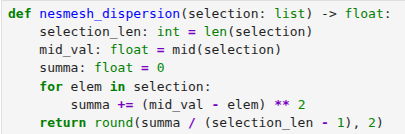 def nesmesh_dispersion(selection: list) -> float:
    selection_len: int = len(selection)
    mid_val: float = mid(selection)
    summa: float = 0
    for elem in selection:
        summa += (mid_val - elem) ** 2
    return round(summa / (selection_len - 1), 2)